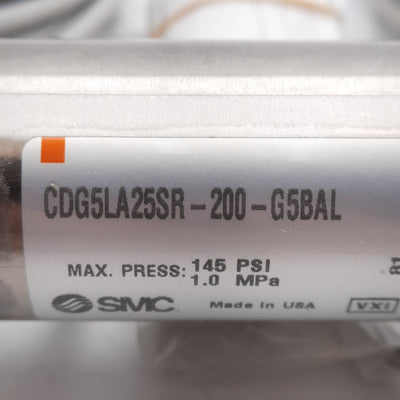 CDG5LA25SR-200-G5BAL
MAX. PRESS: 145 PSI
1.0 MPa
SMC Made in USA VXI